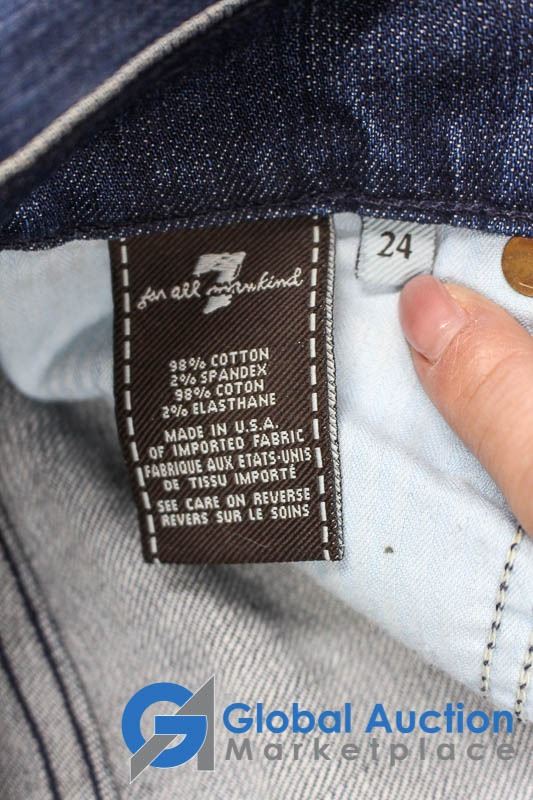 7
for all mankind
24
98% COTTON
2% SPANDEX
98% COTON
2% ELASTHANE
MADE IN U.S.A.
OF IMPORTED FABRIC
FABRIQUE AUX ETATS-UNIS
DE TISSU IMPORTÉ
SEE CARE ON REVERSE
REVERS SUR LE SOINS
Global Auction
Marketplace